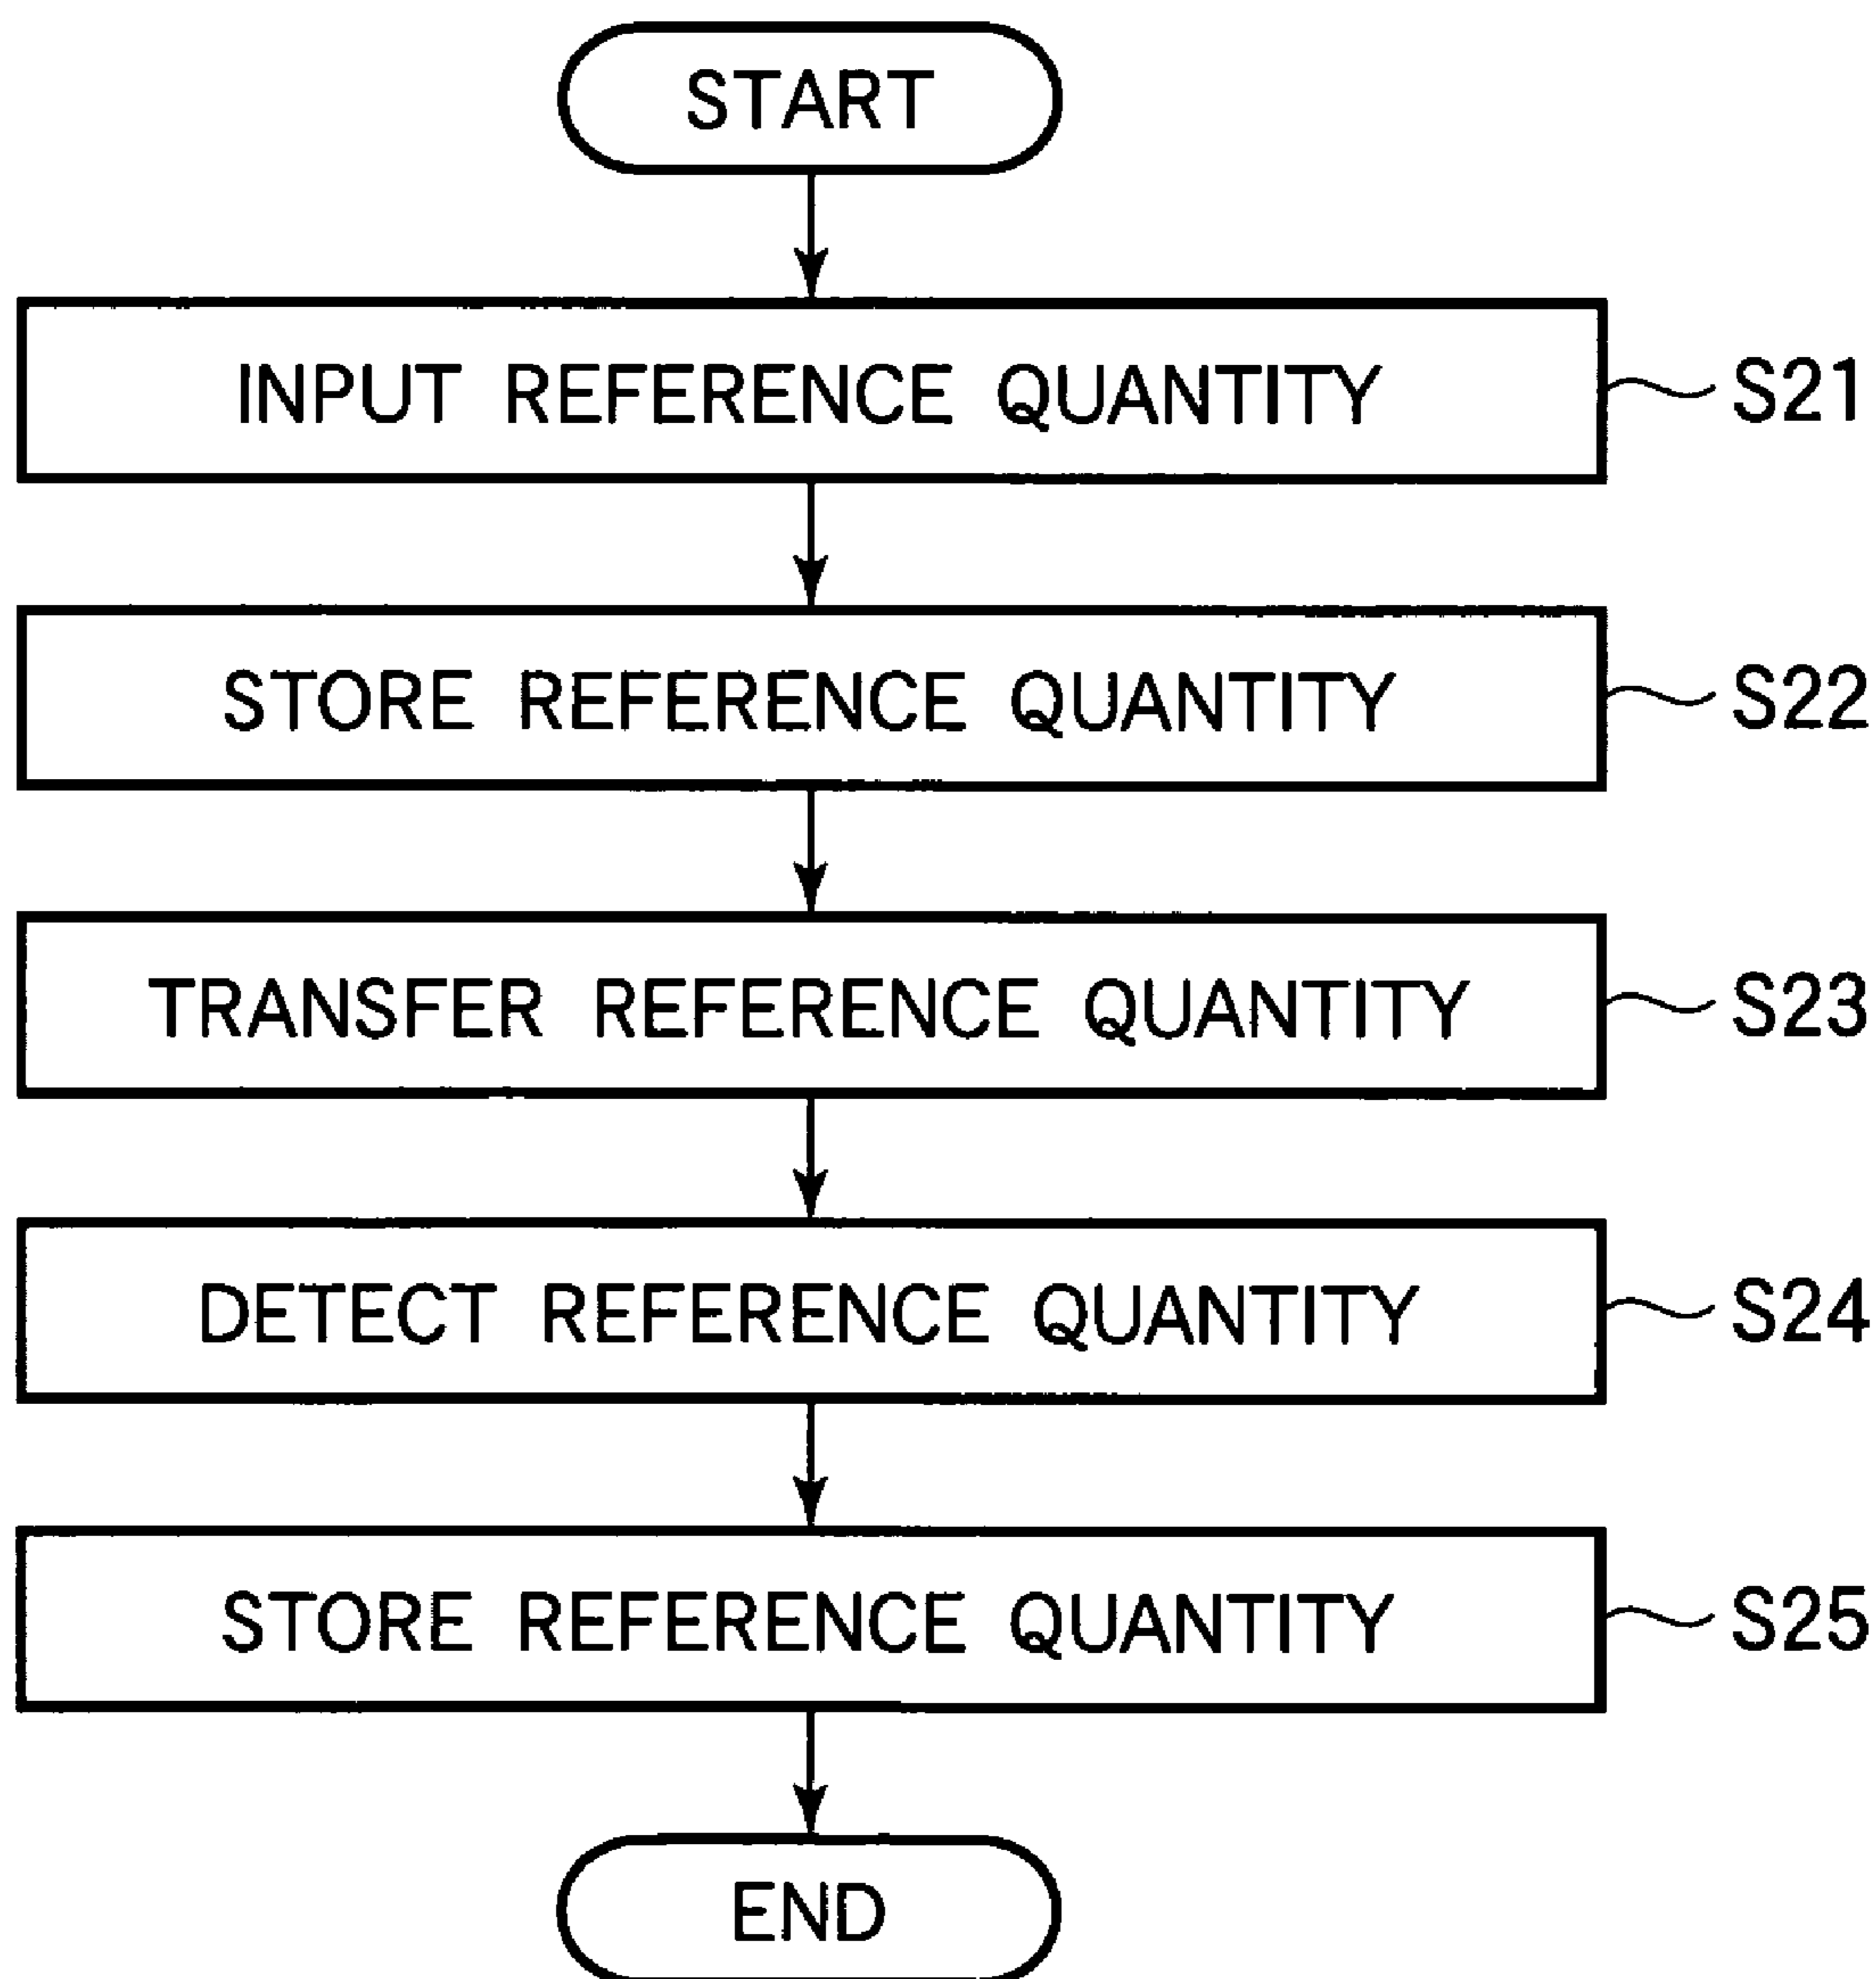 START
INPUT REFERENCE QUANTITY S21
STORE REFERENCE QUANTITY S22
TRANSFER REFERENCE QUANTITY S23
DETECT REFERENCE QUANTITY S24
STORE REFERENCE QUANTITY S25
END